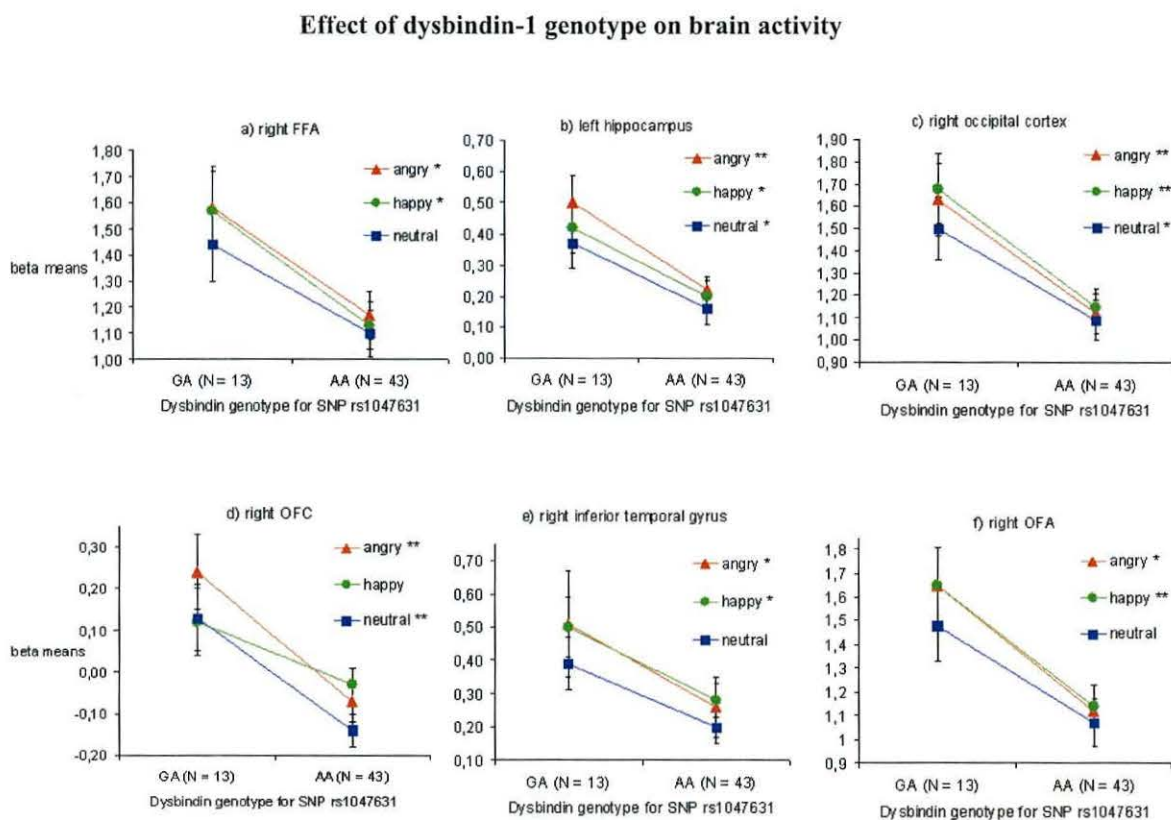 Effect of dysbindin-1 genotype on brain activity
a) right FFA
1,80
1,70
1,60
1,50
1,40
1,30
1,20
1,10
1,00
beta means
angry *
happy *
neutral
GA (N = 13)
AA (N = 43)
Dysbindin genotype for SNP rs1047631
b) left hippocampus
0,70
0,60
0,50
0,40
0,30
0,20
0,10
0,00
angry **
happy *
neutral *
GA (N = 13)
AA (N = 43)
Dysbindin genotype for SNP rs1047631
c) right occipital cortex
1,90
1,80
1,70
1,60
1,50
1,40
1,30
1,20
1,10
1,00
0,90
angry **
happy **
neutral *
GA (N = 13)
AA (N = 43)
Dysbindin genotype for SNP rs1047631
d) right OFC
0,30
0,20
0,10
0,00
-0,10
-0,20
beta means
angry **
happy
neutral **
GA (N = 13)
AA (N = 43)
Dysbindin genotype for SNP rs1047631
e) right inferior temporal gyrus
0,70
0,60
0,50
0,40
0,30
0,20
0,10
angry *
happy *
neutral
GA (N = 13)
AA (N = 43)
Dysbindin genotype for SNP rs1047631
f) right OFA
1,8
1,7
1,6
1,5
1,4
1,3
1,2
1,1
1
0,9
angry *
happy **
neutral
GA (N = 13)
AA (N = 43)
Dysbindin genotype for SNP rs1047631